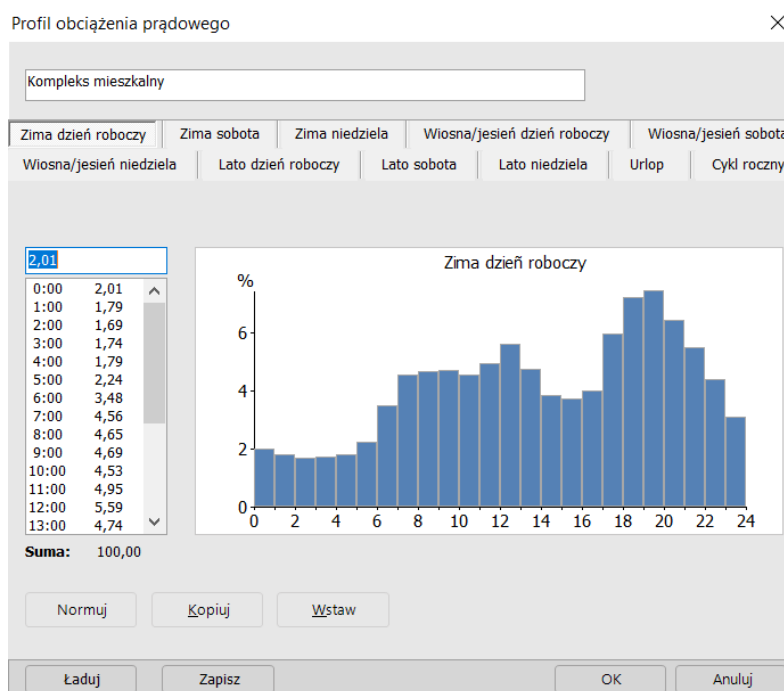 Profil obciążenia prądowego
Kompleks mieszkalny
Zima dzień roboczy Zima sobota Zima niedziela Wiosna/jesień dzień roboczy Wiosna/jesień sobota
Wiosna/jesień niedziela Lato dzień roboczy Lato sobota Lato niedziela Urlop Cykl roczny
2,01
0:00 2,01
1:00 1,79
2:00 1,69
3:00 1,74
4:00 1,79
5:00 2,24
6:00 3,48
7:00 4,56
8:00 4,65
9:00 4,69
10:00 4,53
11:00 4,95
12:00 5,59
13:00 4,74
Suma: 100,00
Zima dzieñ roboczy
%
6
4
2
0
0 2 4 6 8 10 12 14 16 18 20 22 24
Normuj Kopiuj Wstaw
Ładuj Zapisz OK Anuluj